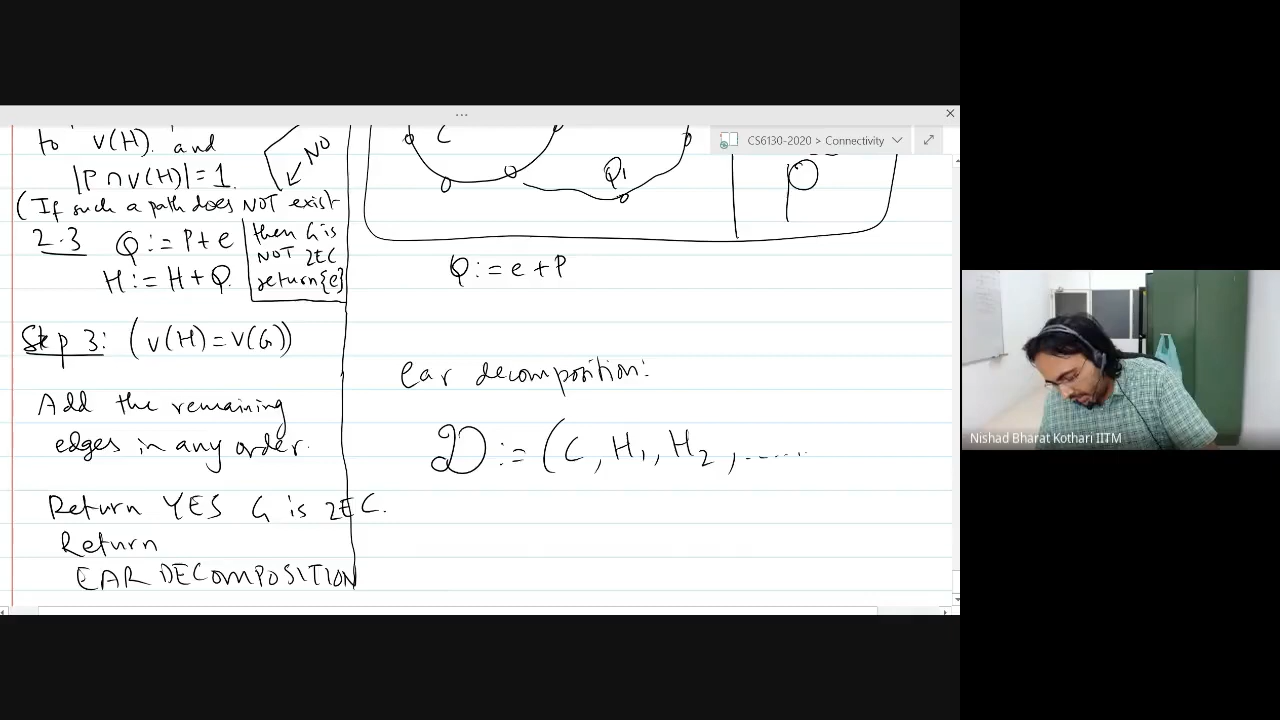 to V(H) and
|P ∩ V(H)| = 1.
NO
(If such a path does NOT exist
then G is
NOT 2EC
return {e}
2.3 Q := P + e
H := H + Q.
Step 3: (V(H) = V(G))
Add the remaining
edges in any order.
Return YES G is 2EC.
Return
EAR DECOMPOSITION
CS6130-2020 > Connectivity
C
Q1
Q := e + P
ear decomposition:
D := (C, H1, H2, ......
Nishad Bharat Kothari IITM